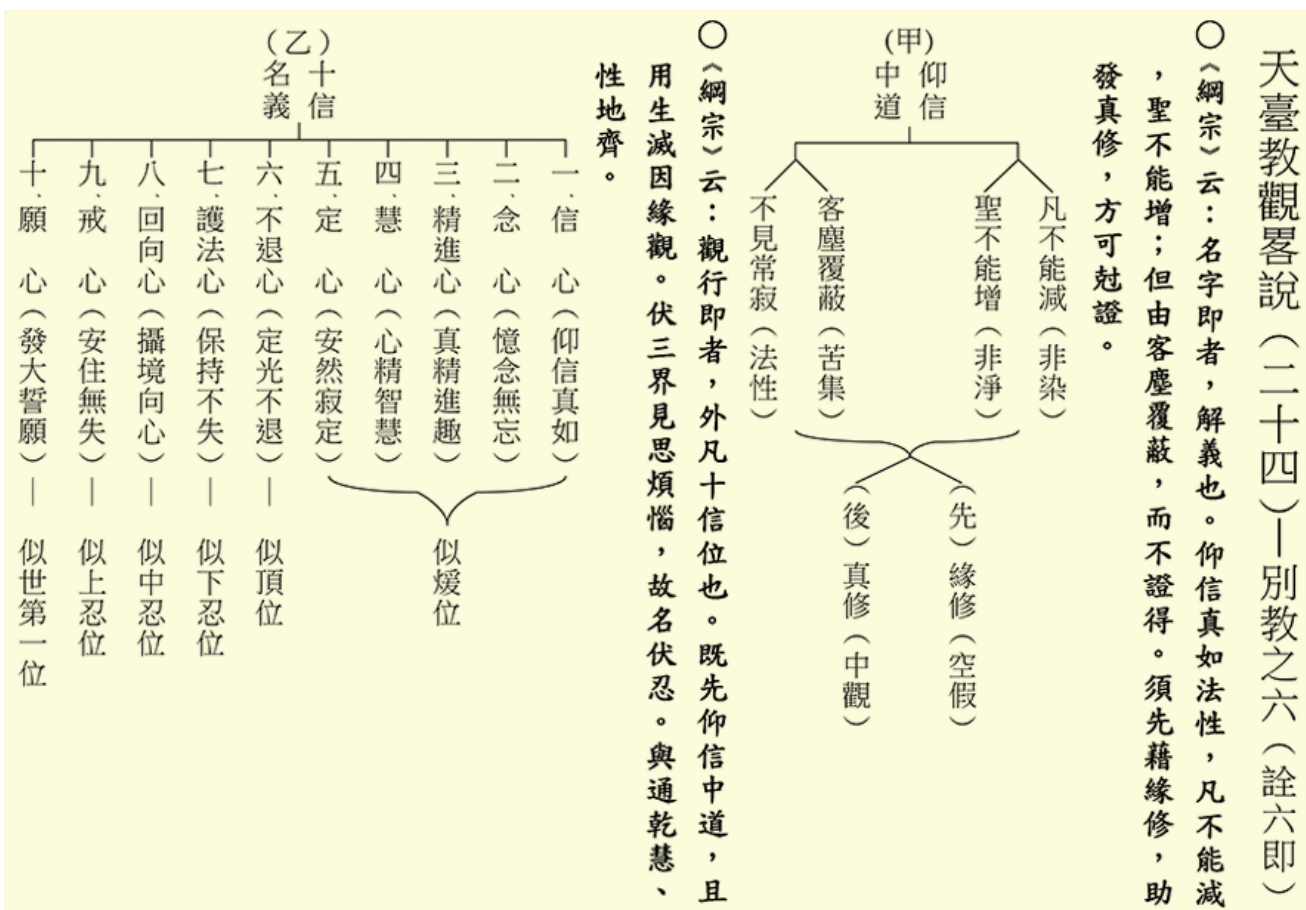 天臺教觀畧說（二十四）—別教之六（詮六即）
○《綱宗》云：名字即者，解義也。仰信真如法性，凡不能減
，聖不能增；但由客塵覆蔽，而不證得。須先藉緣修，助
發真修，方可尅證。
(甲)
仰信
中道
凡不能減（非染）
聖不能增（非淨）
客塵覆蔽（苦集）
不見常寂（法性）
（先）緣修（空假）
（後）真修（中觀）
○《綱宗》云：觀行即者，外凡十信位也。既先仰信中道，且
用生滅因緣觀。伏三界見思煩惱，故名伏忍。與通乾慧、
性地齊。
（乙）
十信
名義
一、信　心（仰信真如）
二、念　心（憶念無忘）
三、精進心（真精進趣）
四、慧　心（心精智慧）
五、定　心（安然寂定）
似煖位
六、不退心（定光不退）—似頂位
七、護法心（保持不失）—似下忍位
八、回向心（攝境向心）—似中忍位
九、戒　心（安住無失）—似上忍位
十、願　心（發大誓願）—似世第一位